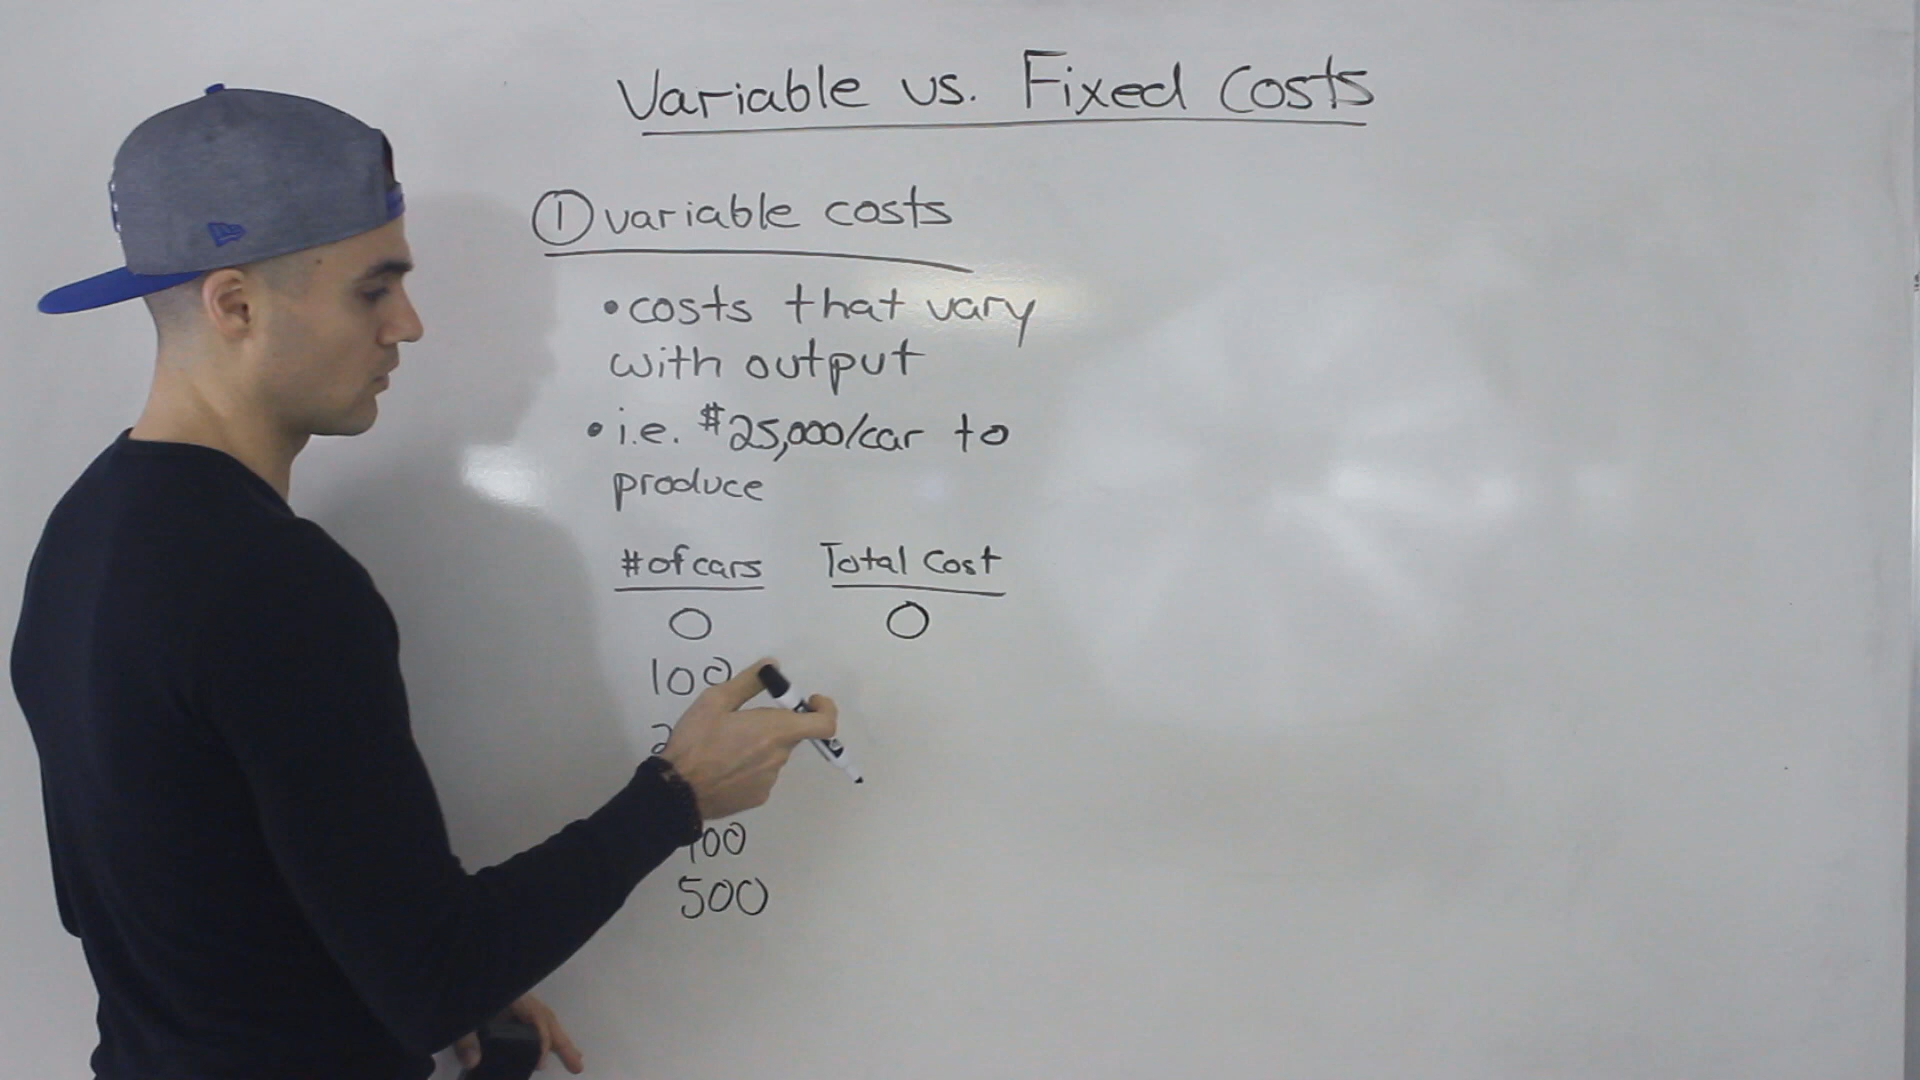 Variable vs. Fixed Costs
① variable costs
• costs that vary
with output
• i.e. $25,000/car to
produce
# of cars Total Cost
0 0
100
500